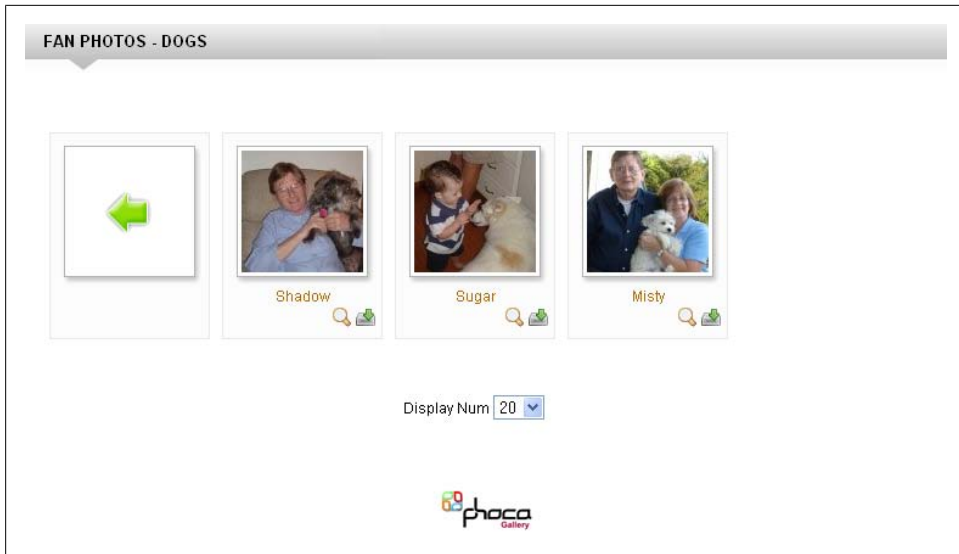 FAN PHOTOS - DOGS
Shadow
Sugar
Misty
Display Num 20
phoca
Gallery